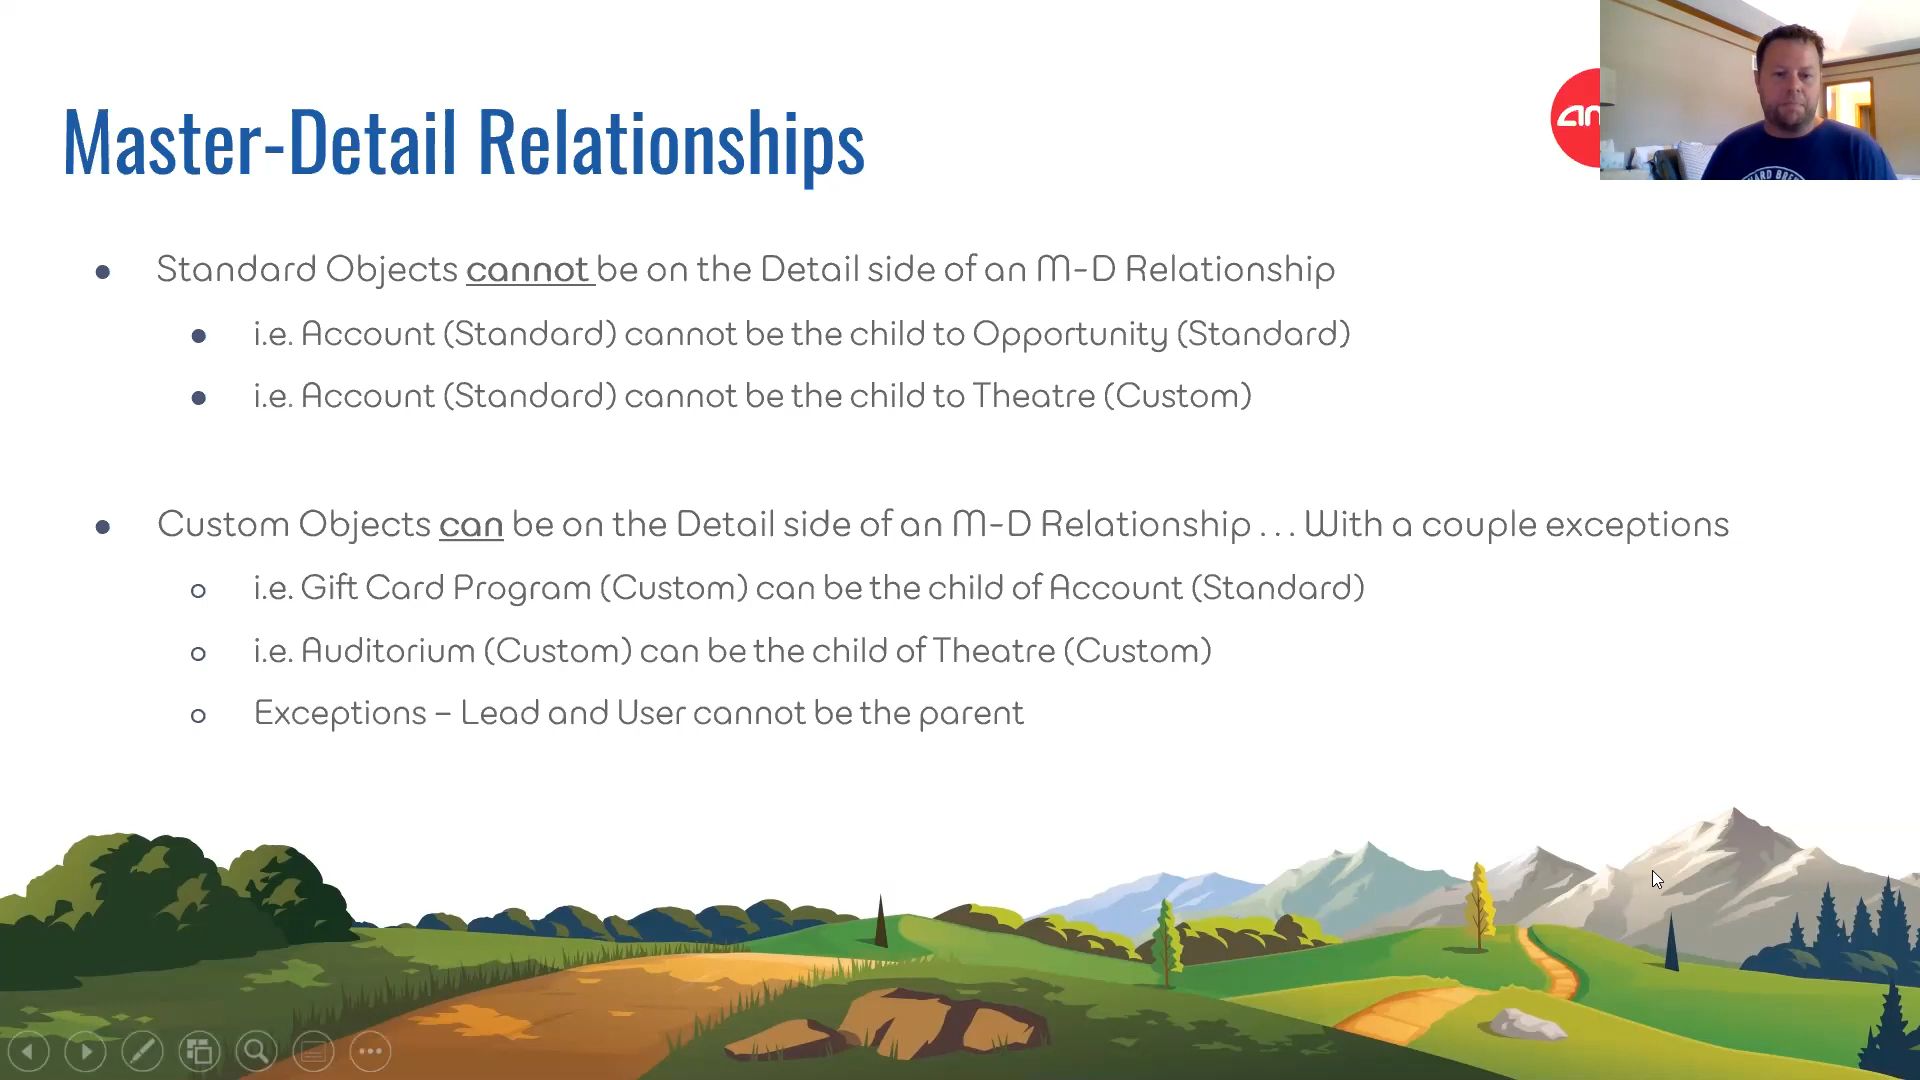 Master-Detail Relationships
Standard Objects cannot be on the Detail side of an M-D Relationship
i.e. Account (Standard) cannot be the child to Opportunity (Standard)
i.e. Account (Standard) cannot be the child to Theatre (Custom)
Custom Objects can be on the Detail side of an M-D Relationship . . . With a couple exceptions
i.e. Gift Card Program (Custom) can be the child of Account (Standard)
i.e. Auditorium (Custom) can be the child of Theatre (Custom)
Exceptions – Lead and User cannot be the parent